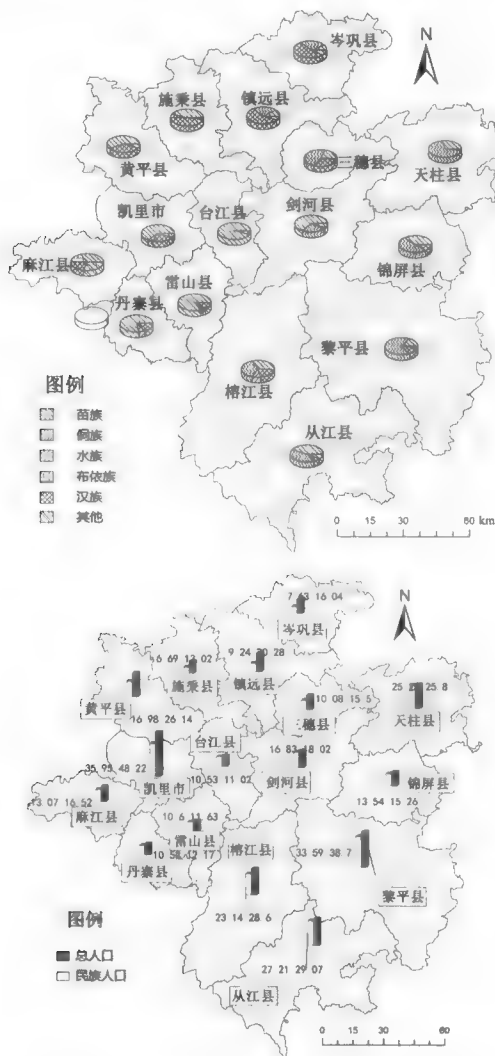 岑巩县
N
施秉县
镇远县
三穗县
天柱县
黄平县
凯里市
台江县
剑河县
锦屏县
麻江县
雷山县
丹寨县
黎平县
榕江县
从江县
图例
苗族
侗族
水族
布依族
汉族
其他
0 15 30 60 km
7 63 16 04
岑巩县
N
6 69 13 02
施秉县
9 24 20 28
镇远县
10 08 15 5
三穗县
25 25 8
天柱县
黄平县
16 98 26 14
台江县
10 53 11 02
16 83 18 02
剑河县
锦屏县
13 54 15 26
35 95 48 22
凯里市
13 07 16 52
麻江县
10 6 11 63
雷山县
10 12 17
丹寨县
榕江县
23 14 28 6
33 59 38 7
黎平县
27 21 29 07
从江县
图例
总人口
民族人口
0 15 30 60